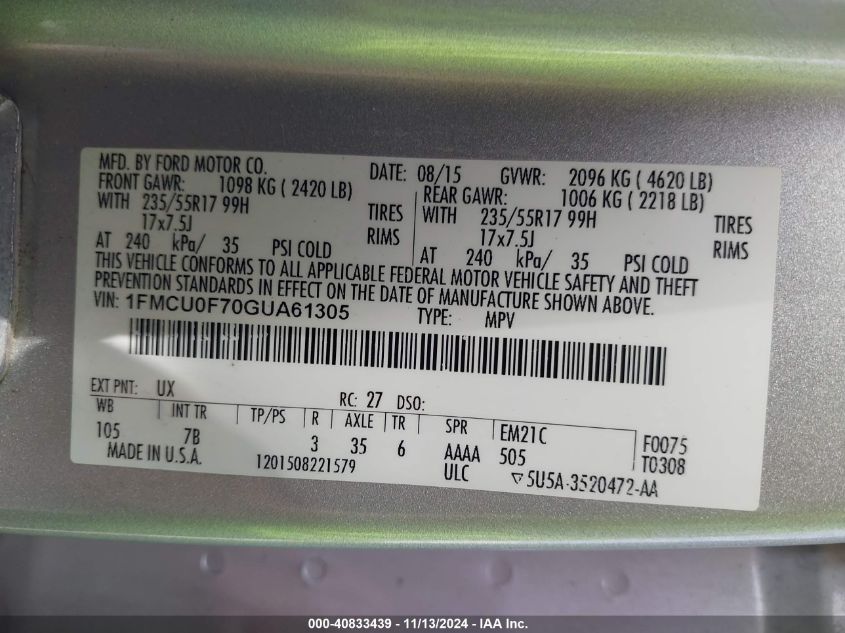 MFD. BY FORD MOTOR CO. DATE: 08/15 GVWR: 2096 KG ( 4620 LB)
FRONT GAWR: 1098 KG ( 2420 LB) REAR GAWR: 1006 KG ( 2218 LB)
WITH 235/55R17 99H TIRES WITH 235/55R17 99H TIRES
17x7.5J RIMS 17x7.5J RIMS
AT 240 kPa/ 35 PSI COLD AT 240 kPa/ 35 PSI COLD
THIS VEHICLE CONFORMS TO ALL APPLICABLE FEDERAL MOTOR VEHICLE SAFETY AND THEFT
PREVENTION STANDARDS IN EFFECT ON THE DATE OF MANUFACTURE SHOWN ABOVE.
VIN: 1FMCU0F70GUA61305 TYPE: MPV
EXT PNT: UX RC: 27 DSO:
WB INT TR TP/PS R AXLE TR SPR EM21C F0075
105 7B 3 35 6 AAAA 505 T0308
MADE IN U.S.A. 1201508221579 ULC ▽5U5A-3520472-AA
000-40833439 - 11/13/2024 - IAA Inc.